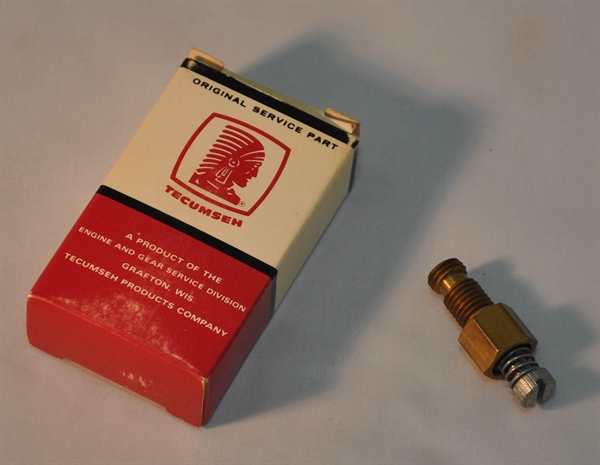 ORIGINAL SERVICE PART
®
TECUMSEH
A PRODUCT OF THE
ENGINE AND GEAR SERVICE DIVISION
GRAFTON, WIS.
TECUMSEH PRODUCTS COMPANY